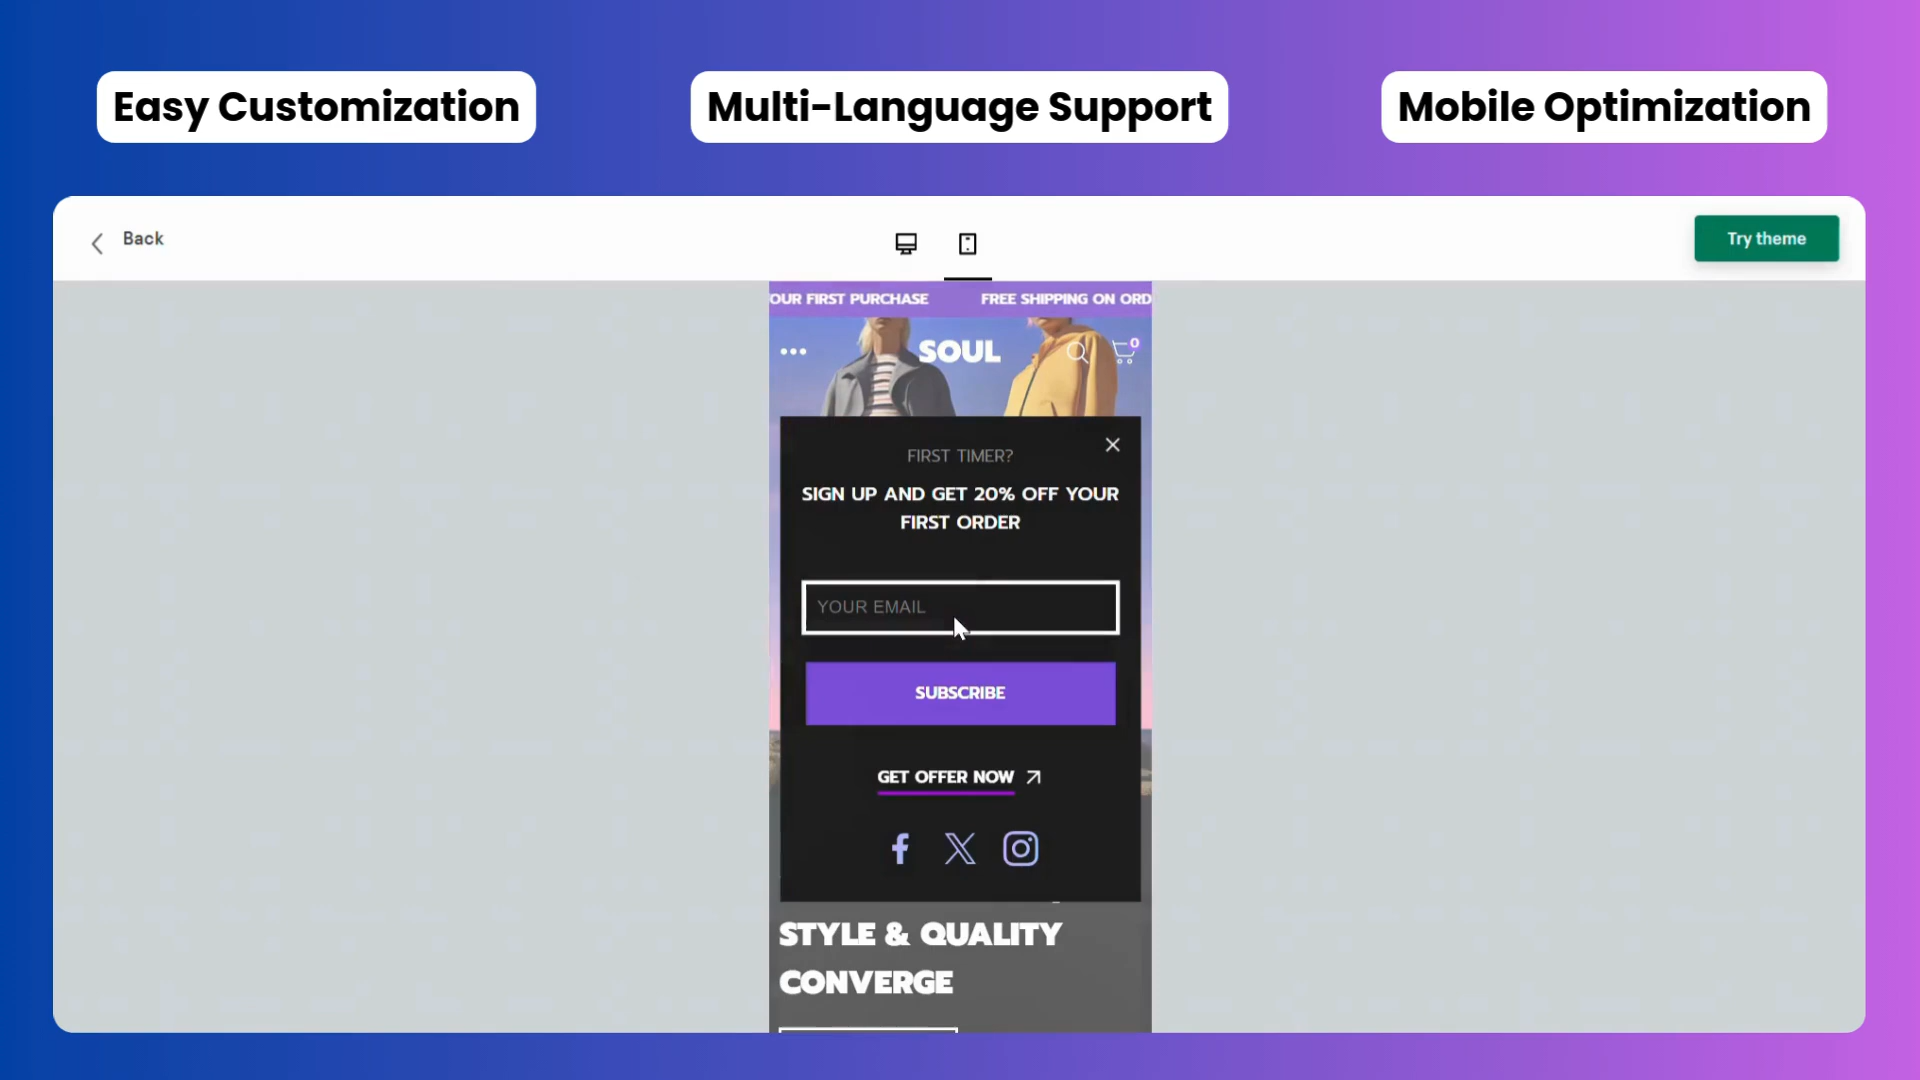 Easy Customization
Multi-Language Support
Mobile Optimization
Back
Try theme
OUR FIRST PURCHASE
FREE SHIPPING ON ORD
SOUL
0
FIRST TIMER?
SIGN UP AND GET 20% OFF YOUR
FIRST ORDER
YOUR EMAIL
SUBSCRIBE
GET OFFER NOW
STYLE & QUALITY
CONVERGE